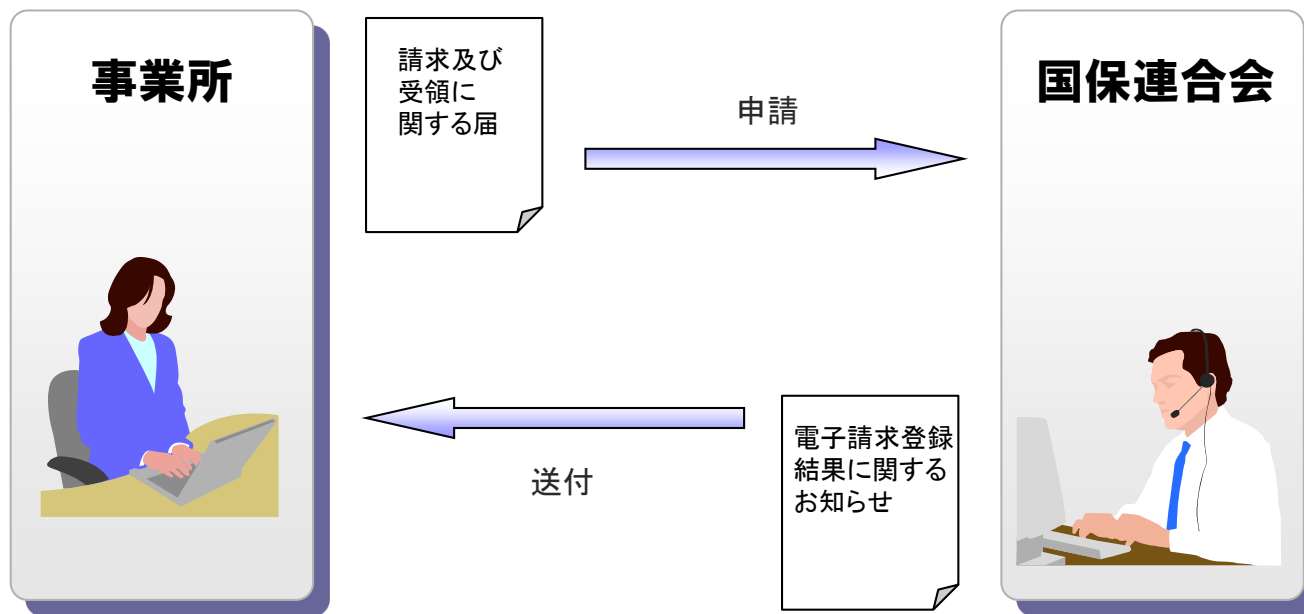 事業所
請求及び
受領に
関する届
申請
国保連合会
送付
電子請求登録
結果に関する
お知らせ